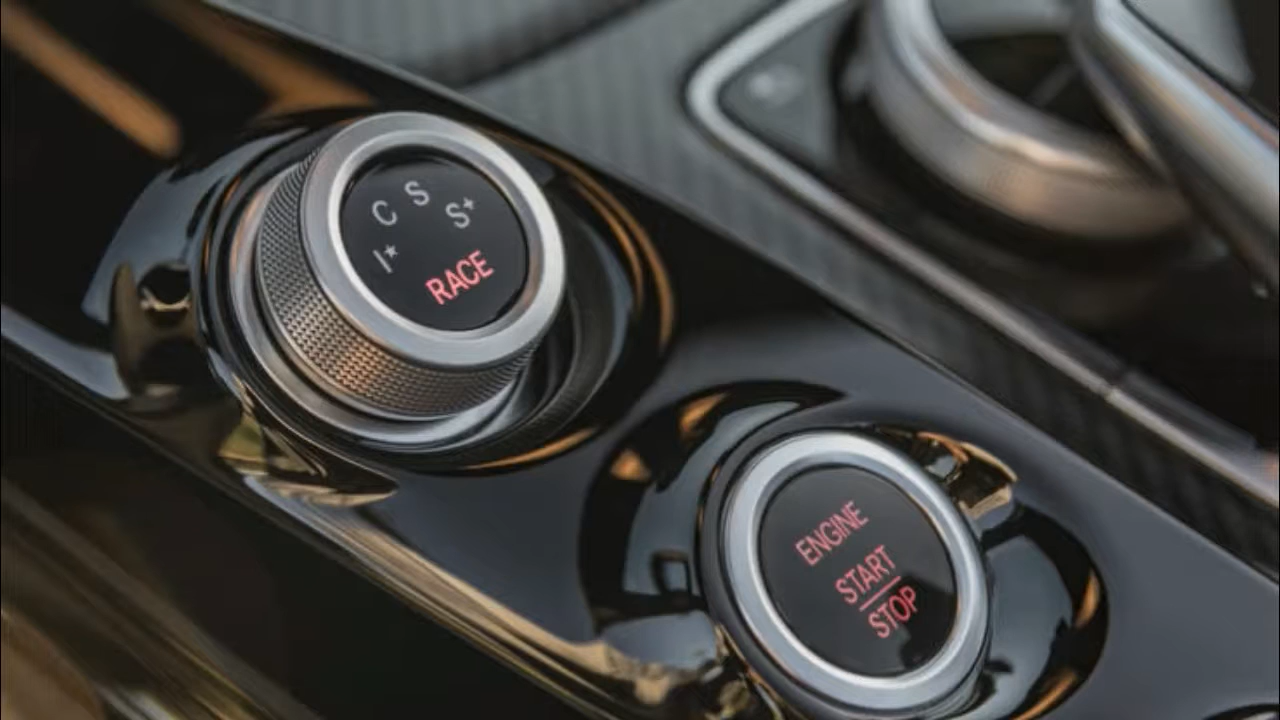 C
S
S+
I*
RACE
ENGINE
START
STOP